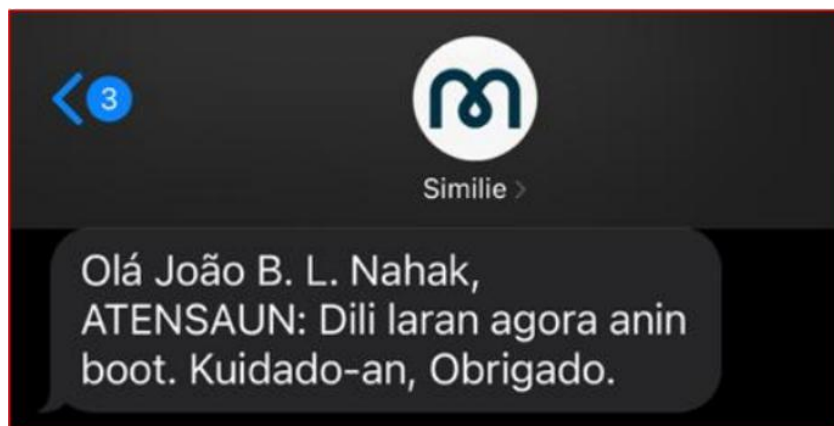 3
Similie
Olá João B. L. Nahak,
ATENSAUN: Dili laran agora anin
boot. Kuidado-an, Obrigado.